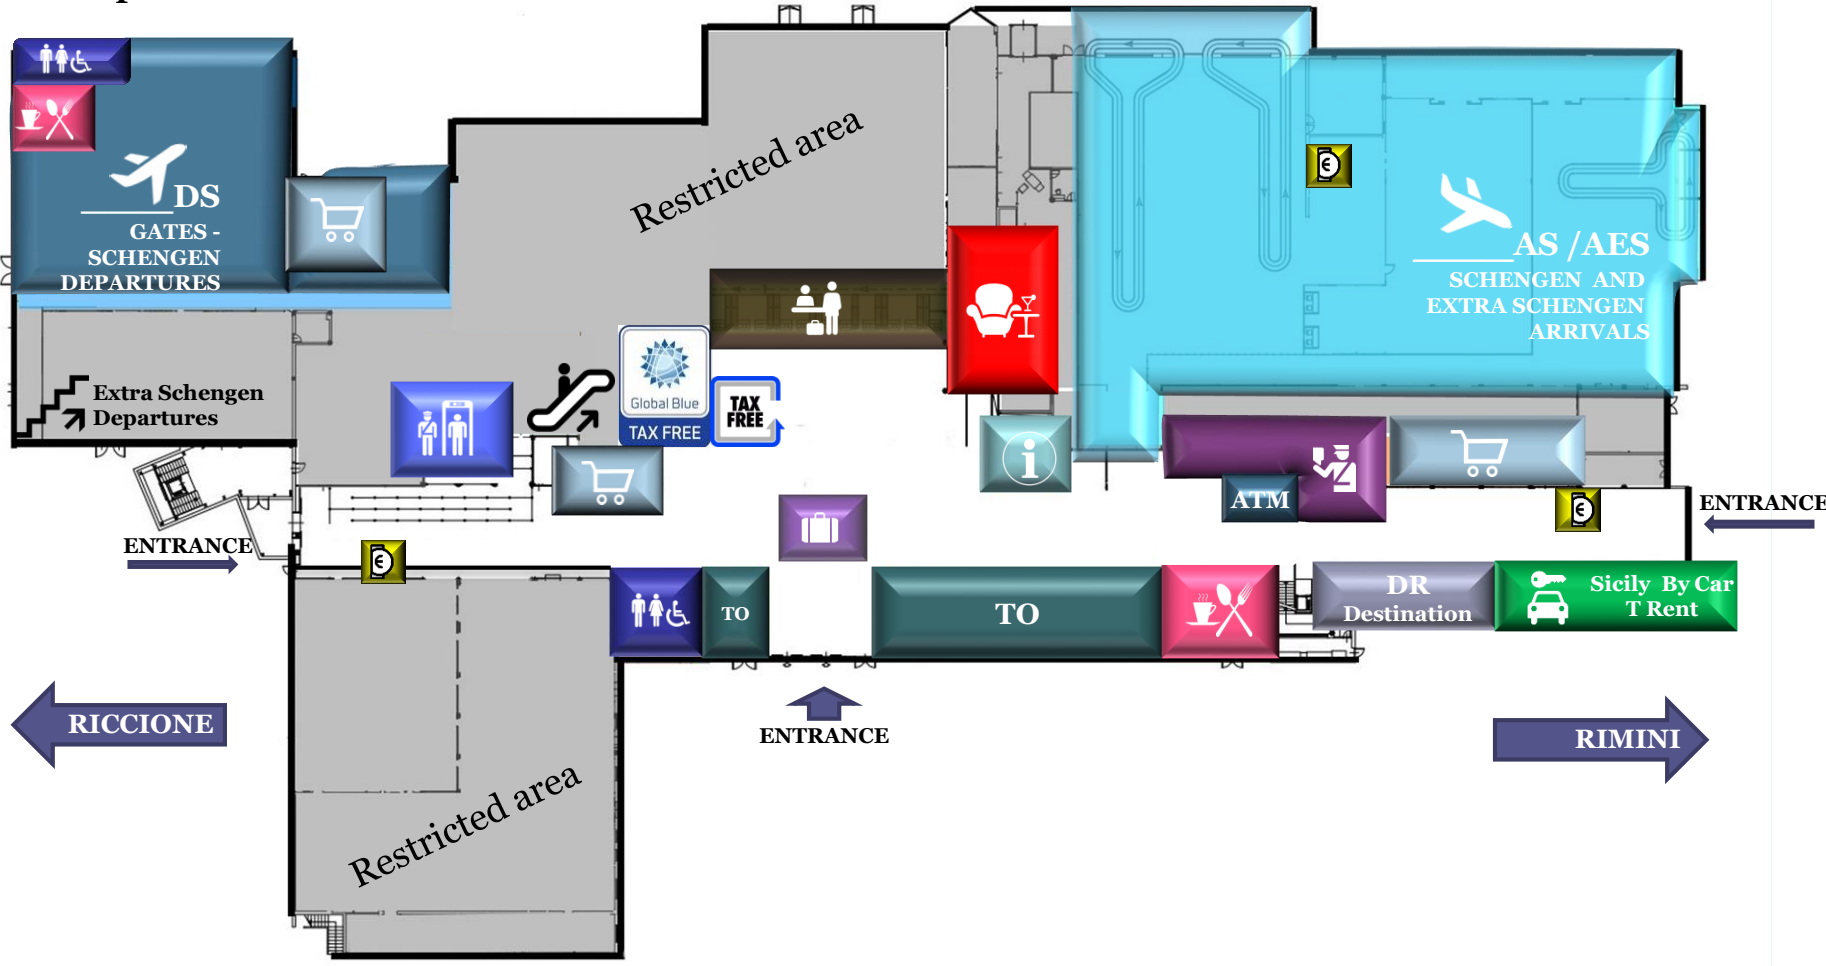 Restricted area
DS
GATES -
SCHENGEN
DEPARTURES
AS /AES
SCHENGEN AND
EXTRA SCHENGEN
ARRIVALS
Extra Schengen
Departures
Global Blue
TAX FREE
TAX
FREE
i
ATM
ENTRANCE
ENTRANCE
€
€
€
TO
TO
DR
Destination
Sicily By Car
T Rent
RICCIONE
ENTRANCE
RIMINI
Restricted area